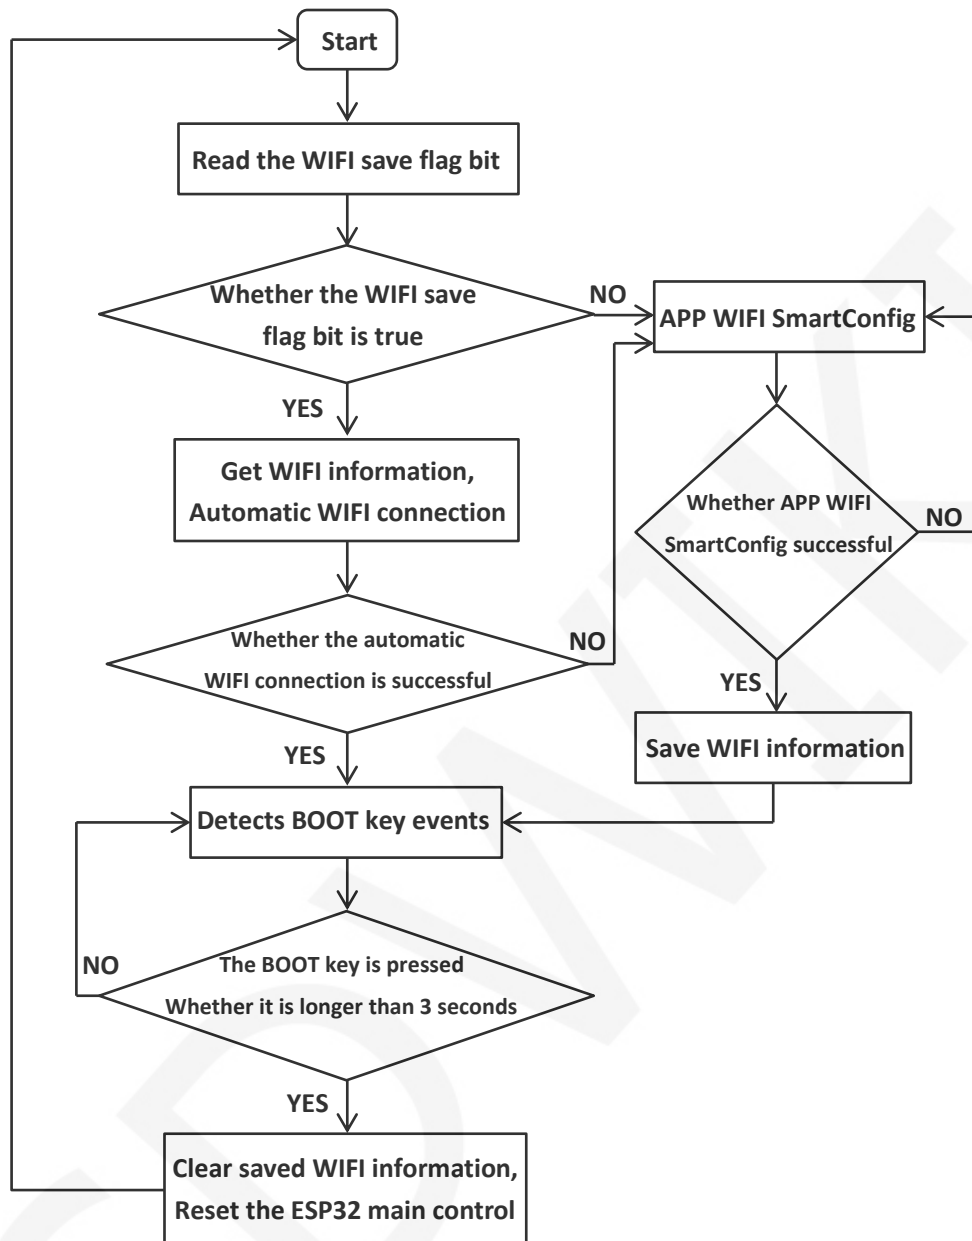 Start
Read the WIFI save flag bit
Whether the WIFI save
flag bit is true
NO
APP WIFI SmartConfig
YES
Get WIFI information,
Automatic WIFI connection
Whether APP WIFI
SmartConfig successful
NO
Whether the automatic
WIFI connection is successful
NO
YES
Save WIFI information
YES
Detects BOOT key events
The BOOT key is pressed
Whether it is longer than 3 seconds
NO
YES
Clear saved WIFI information,
Reset the ESP32 main control